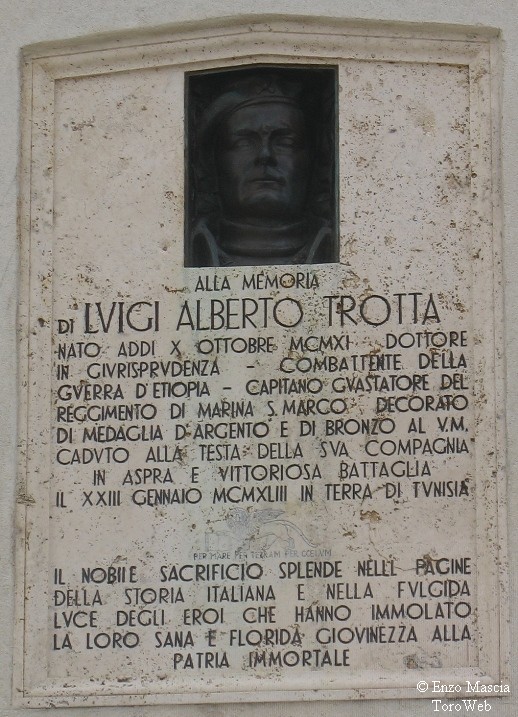 ALLA MEMORIA
DI LVIGI ALBERTO TROTTA
NATO ADDI X OTTOBRE MCMXI DOTTORE
IN GIVRISPRVDENZA - COMBATTENTE DELLA
GVERRA D'ETIOPIA - CAPITANO GVASTATORE DEL
REGGIMENTO DI MARINA S. MARCO DECORATO
DI MEDAGLIA D'ARGENTO E DI BRONZO AL V.M.
CADVTO ALLA TESTA DELLA SVA COMPAGNIA
IN ASPRA E VITTORIOSA BATTAGLIA
IL XXIII GENNAIO MCMXLIII IN TERRA DI TVNISIA
PER MARE PER TERRAM PER COELVM
IL NOBIIE SACRIFICIO SPLENDE NELL PAGINE
DELLA STORIA ITALIANA E NELLA FVLGIDA
LVCE DEGLI EROI CHE HANNO IMMOLATO
LA LORO SANA E FLORIDA GIOVINEZZA ALLA
PATRIA IMMORTALE
© Enzo Mascia
ToroWeb